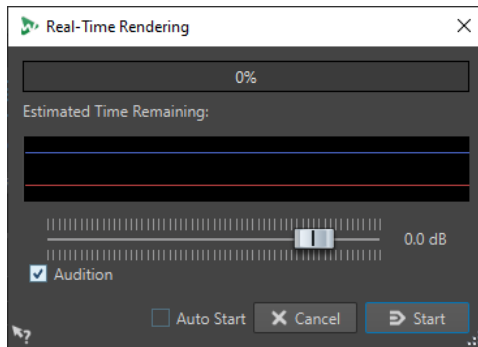 Real-Time Rendering
0%
Estimated Time Remaining:
0.0 dB
Audition
Auto Start Cancel Start
?